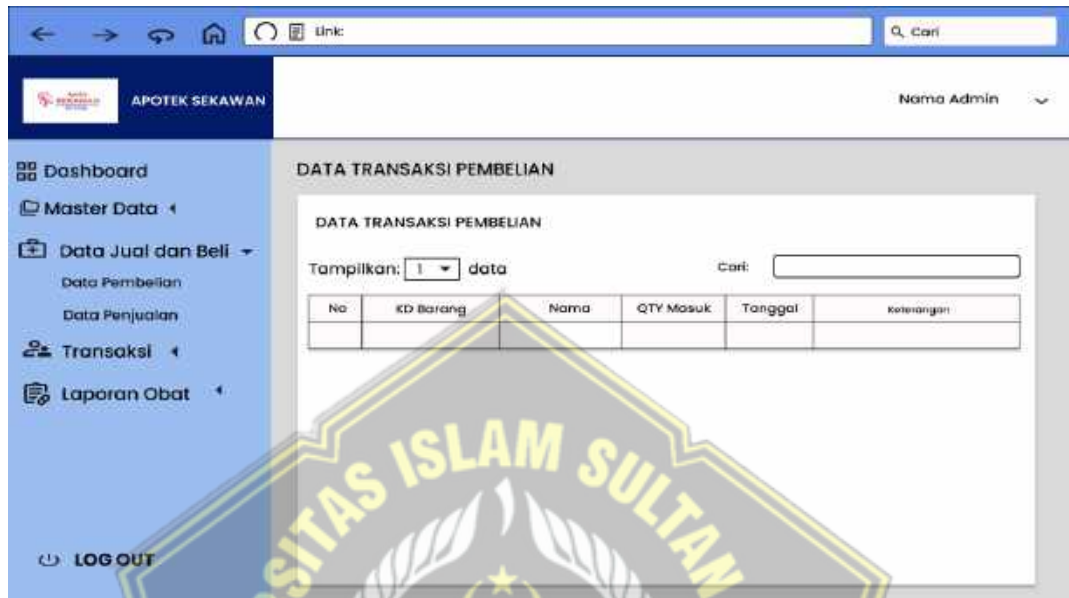 Link:
Cari
APOTEK SEKAWAN
Nama Admin
Dashboard
DATA TRANSAKSI PEMBELIAN
Master Data
DATA TRANSAKSI PEMBELIAN
Data Jual dan Beli
Tampilkan: 1 data
Cari:
Data Pembelian
No KD Barang Nama QTY Masuk Tanggal Keterangan
Data Penjualan
Transaksi
Laporan Obat
SITAS ISLAM SULTAN
LOG OUT